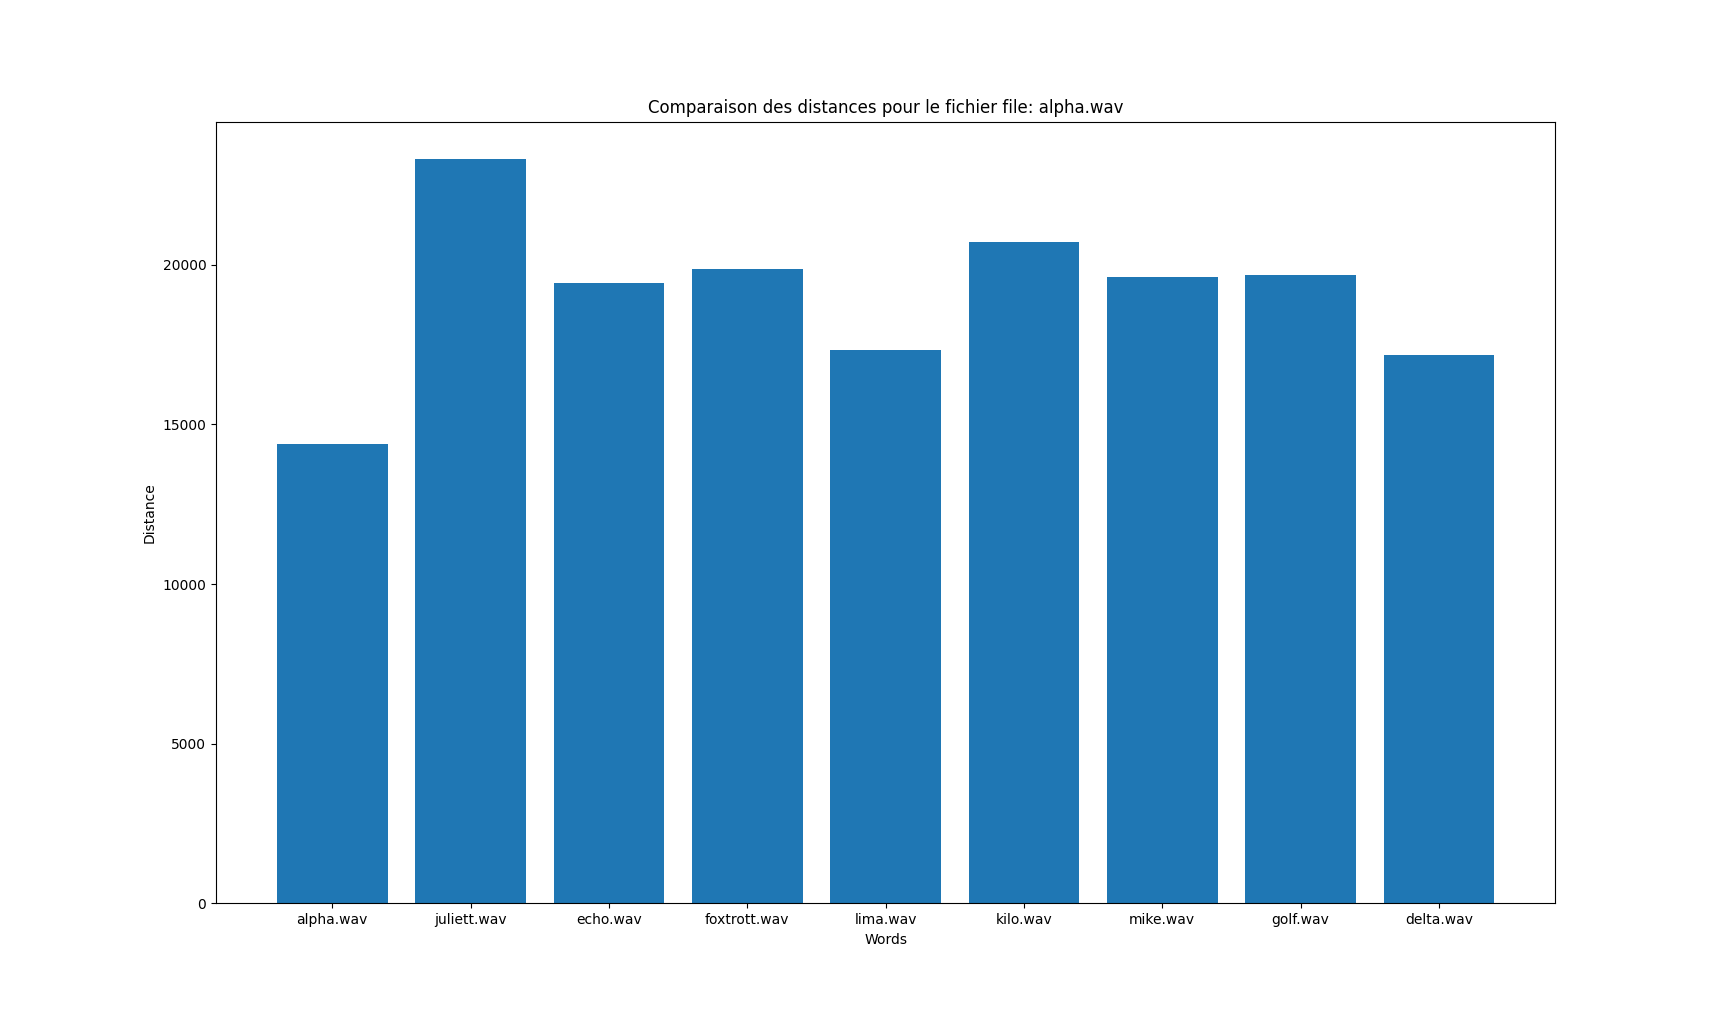 Comparaison des distances pour le fichier file: alpha.wav
20000
15000
10000
5000
0
Distance
alpha.wav juliett.wav echo.wav foxtrott.wav lima.wav kilo.wav mike.wav golf.wav delta.wav
Words